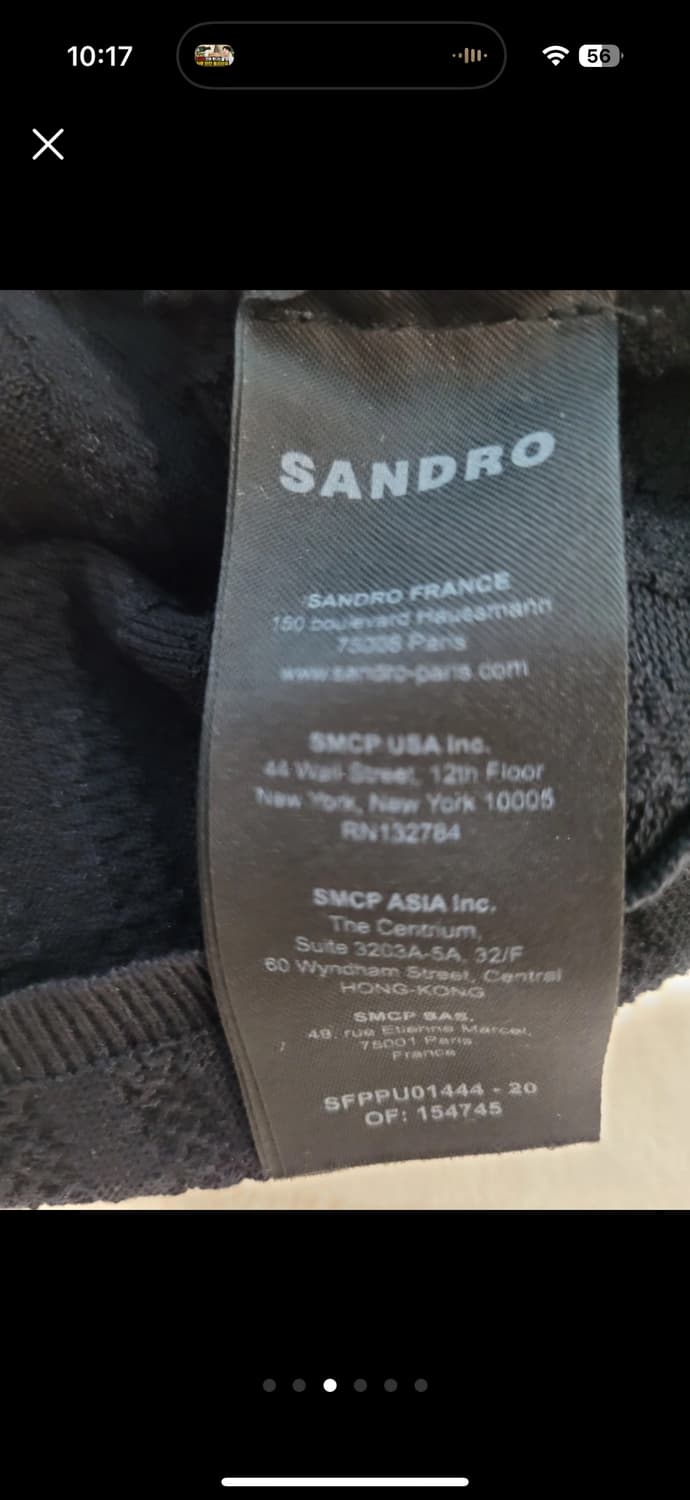 10:17
56
SANDRO
SANDRO FRANCE
150 boulevard Haussmann
75008 Paris
www.sandro-paris.com
SMCP USA Inc.
44 Wall Street, 12th Floor
New York, New York 10005
RN132784
SMCP ASIA Inc.
The Centrium,
Suite 3203A-5A, 32/F
60 Wyndham Street, Central
HONG-KONG
SMCP SAS.
49, rue Etienne Marcel,
75001 Paris
France
SFPPU01444 - 20
OF: 154745